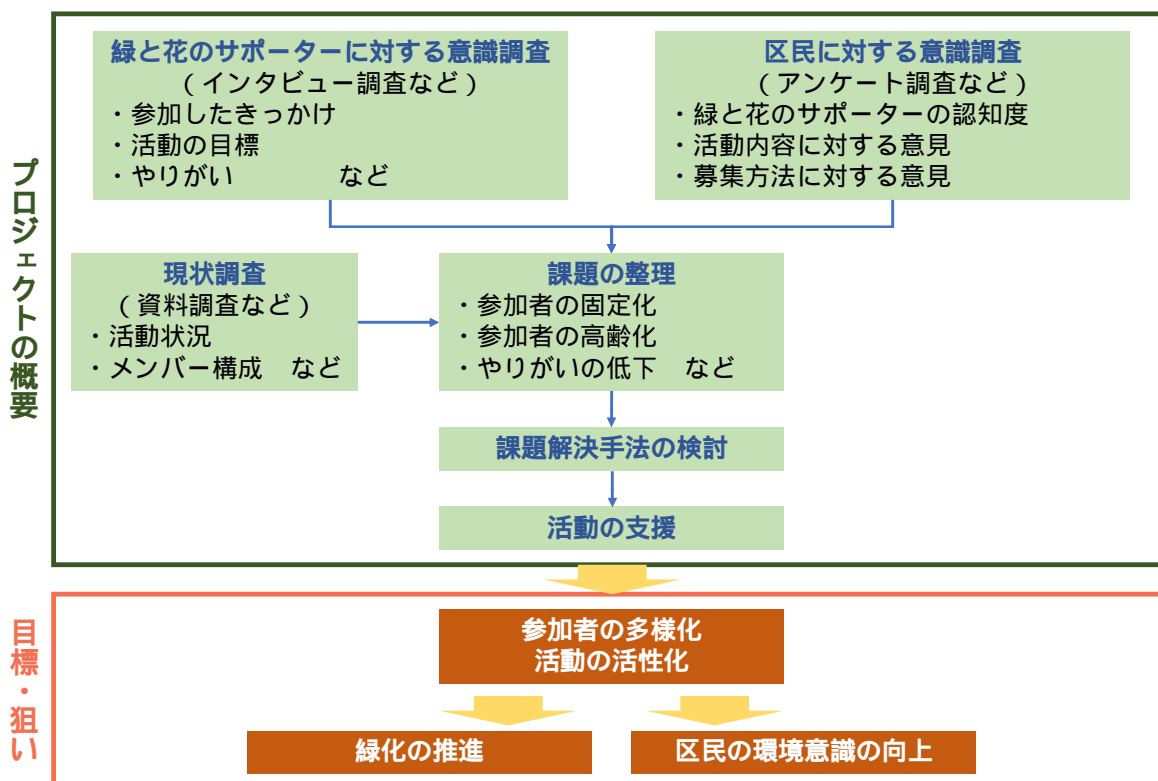 プロジェクトの概要
緑と花のサポーターに対する意識調査
（インタビュー調査など）
・参加したきっかけ
・活動の目標
・やりがい　　　　など
区民に対する意識調査
（アンケート調査など）
・緑と花のサポーターの認知度
・活動内容に対する意見
・募集方法に対する意見
現状調査
（資料調査など）
・活動状況
・メンバー構成　など
課題の整理
・参加者の固定化
・参加者の高齢化
・やりがいの低下　など
課題解決手法の検討
活動の支援
目標・狙い
参加者の多様化
活動の活性化
緑化の推進
区民の環境意識の向上